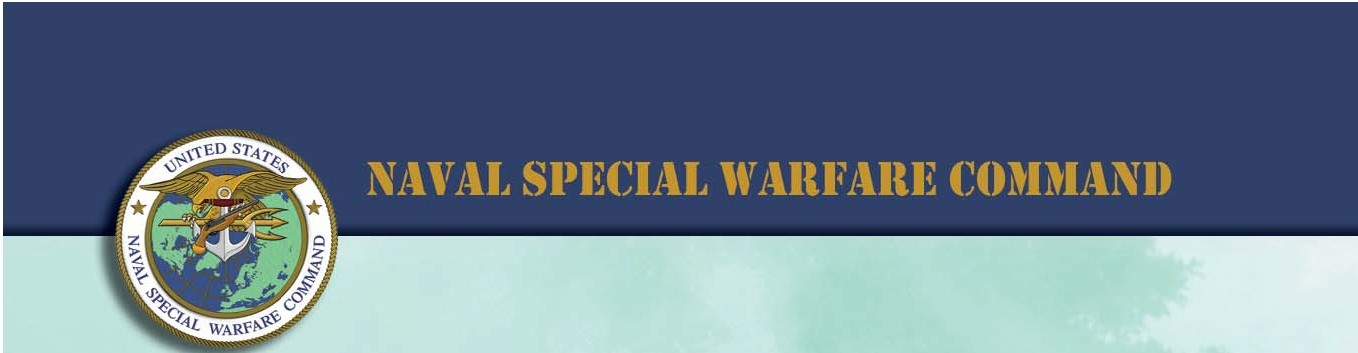 UNITED STATES
NAVAL SPECIAL WARFARE COMMAND
NAVAL SPECIAL WARFARE COMMAND